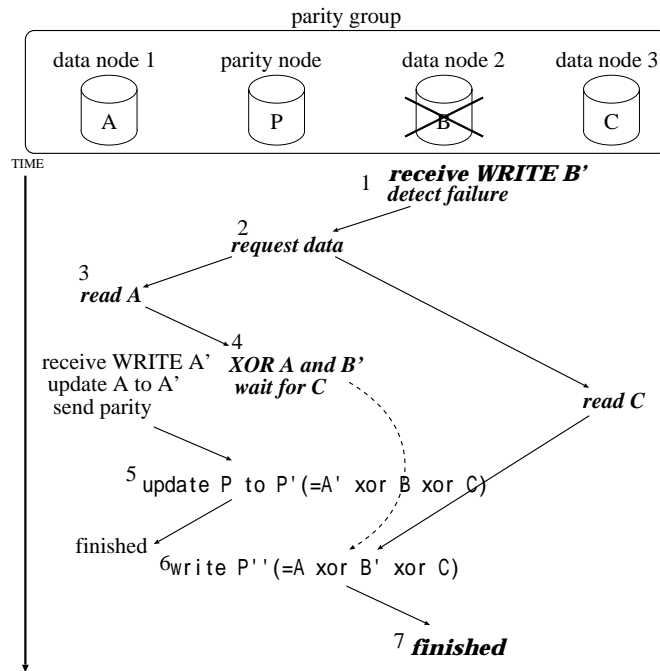 parity group
data node 1 parity node data node 2 data node 3
A P B C
TIME
1 receive WRITE B'
detect failure
2
request data
3
read A
4
XOR A and B'
wait for C
receive WRITE A'
update A to A'
send parity
read C
5 update P to P'(=A' xor B xor C)
finished
6 write P''(=A xor B' xor C)
7 finished